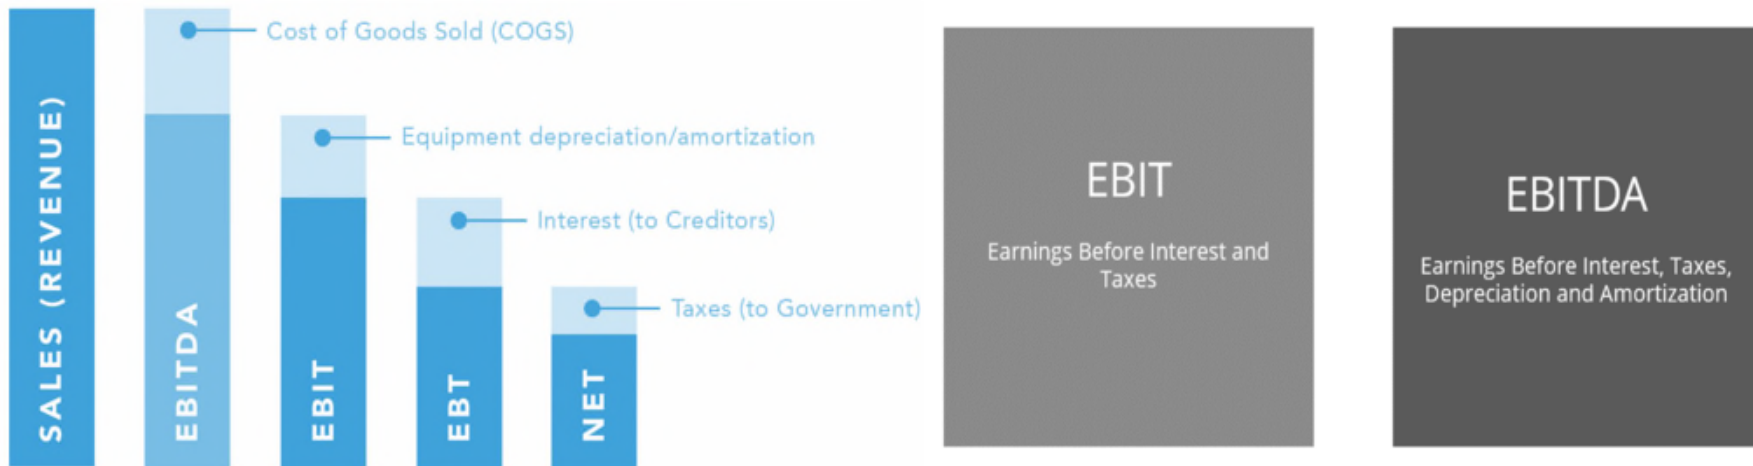 SALES (REVENUE)
EBITDA
Cost of Goods Sold (COGS)
EBIT
Equipment depreciation/amortization
EBT
Interest (to Creditors)
NET
Taxes (to Government)
EBIT
Earnings Before Interest and
Taxes
EBITDA
Earnings Before Interest, Taxes,
Depreciation and Amortization